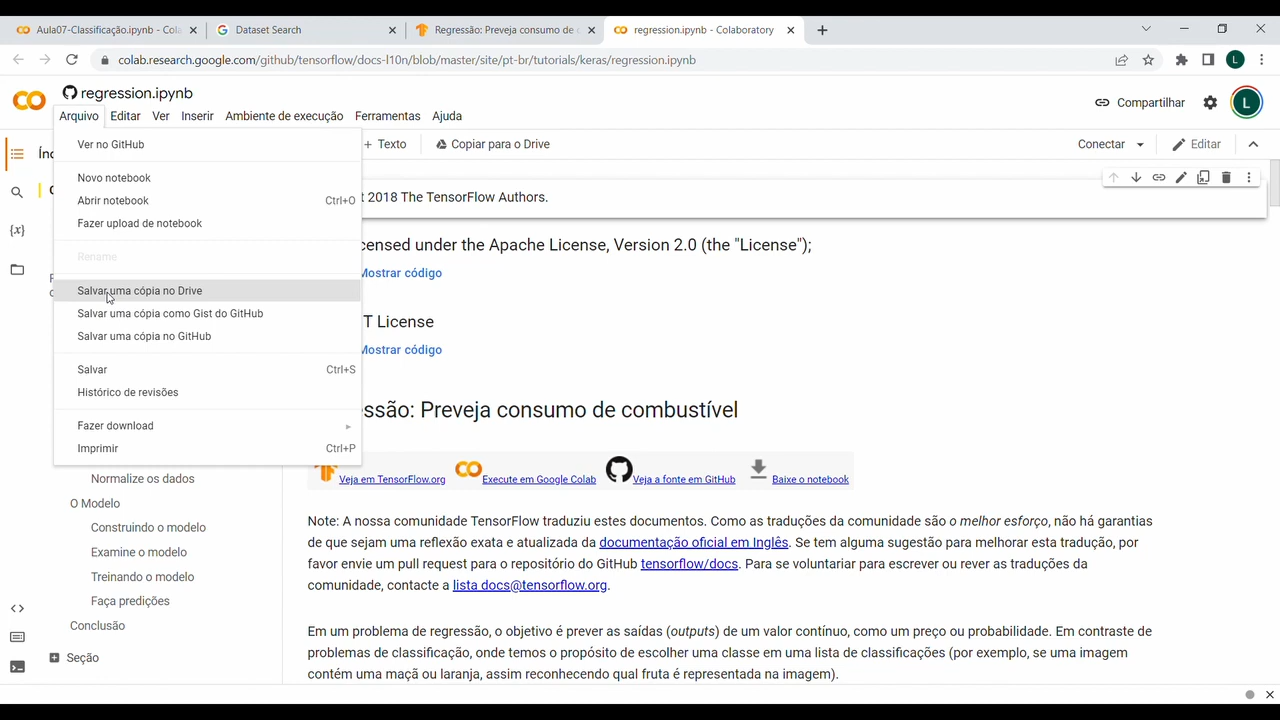 Aula07-Classificação.ipynb - Cola
Dataset Search
Regressão: Preveja consumo de c
regression.ipynb - Colaboratory
colab.research.google.com/github/tensorflow/docs-l10n/blob/master/site/pt-br/tutorials/keras/regression.ipynb
L
regression.ipynb
Compartilhar
L
Arquivo Editar Ver Inserir Ambiente de execução Ferramentas Ajuda
Índ
+ Texto
Copiar para o Drive
Conectar
Editar
Ver no GitHub
Novo notebook
Abrir notebook Ctrl+O
Fazer upload de notebook
Rename
Salvar uma cópia no Drive
Salvar uma cópia como Gist do GitHub
Salvar uma cópia no GitHub
Salvar Ctrl+S
Histórico de revisões
Fazer download
Imprimir Ctrl+P
Normalize os dados
O Modelo
Construindo o modelo
Examine o modelo
Treinando o modelo
Faça predições
Conclusão
Seção
t 2018 The TensorFlow Authors.
censed under the Apache License, Version 2.0 (the "License");
Mostrar código
T License
Mostrar código
ssão: Preveja consumo de combustível
Veja em TensorFlow.org Execute em Google Colab Veja a fonte em GitHub Baixe o notebook
Note: A nossa comunidade TensorFlow traduziu estes documentos. Como as traduções da comunidade são o melhor esforço, não há garantias
de que sejam uma reflexão exata e atualizada da documentação oficial em Inglês. Se tem alguma sugestão para melhorar esta tradução, por
favor envie um pull request para o repositório do GitHub tensorflow/docs. Para se voluntariar para escrever ou rever as traduções da
comunidade, contacte a lista docs@tensorflow.org.
Em um problema de regressão, o objetivo é prever as saídas (outputs) de um valor contínuo, como um preço ou probabilidade. Em contraste de
problemas de classificação, onde temos o propósito de escolher uma classe em uma lista de classificações (por exemplo, se uma imagem
contém uma maçã ou laranja, assim reconhecendo qual fruta é representada na imagem).